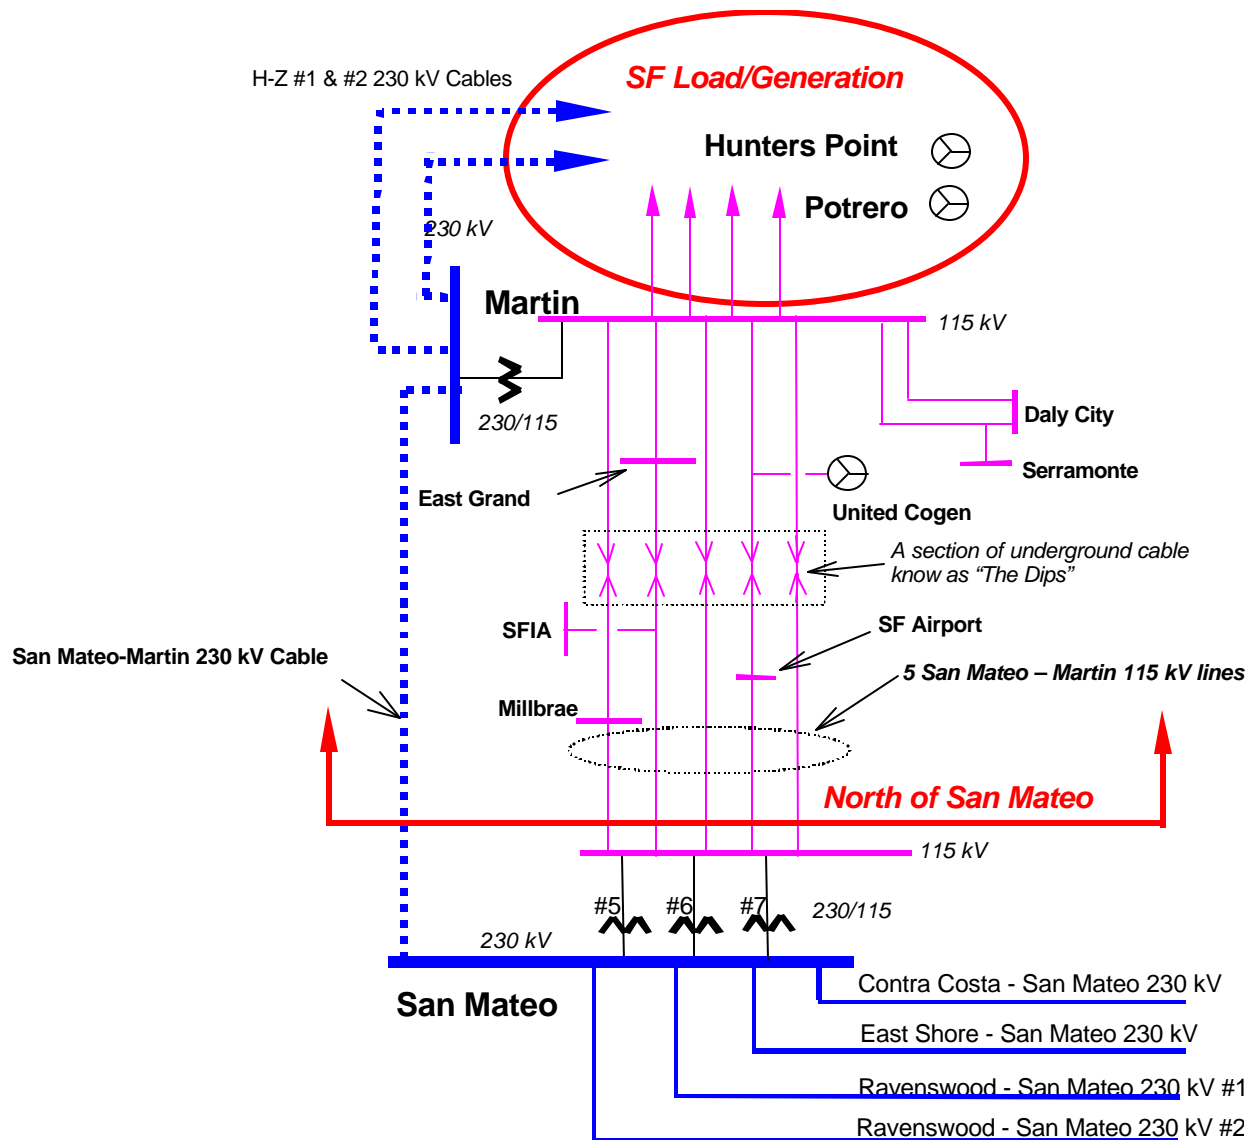 SF Load/Generation
H-Z #1 & #2 230 kV Cables
Hunters Point
Potrero
230 kV
Martin
115 kV
Daly City
230/115
Serramonte
East Grand
United Cogen
A section of underground cable
know as “The Dips”
SFIA
SF Airport
San Mateo-Martin 230 kV Cable
5 San Mateo – Martin 115 kV lines
Millbrae
North of San Mateo
115 kV
#5
#6
#7
230/115
230 kV
San Mateo
Contra Costa - San Mateo 230 kV
East Shore - San Mateo 230 kV
Ravenswood - San Mateo 230 kV #1
Ravenswood - San Mateo 230 kV #2